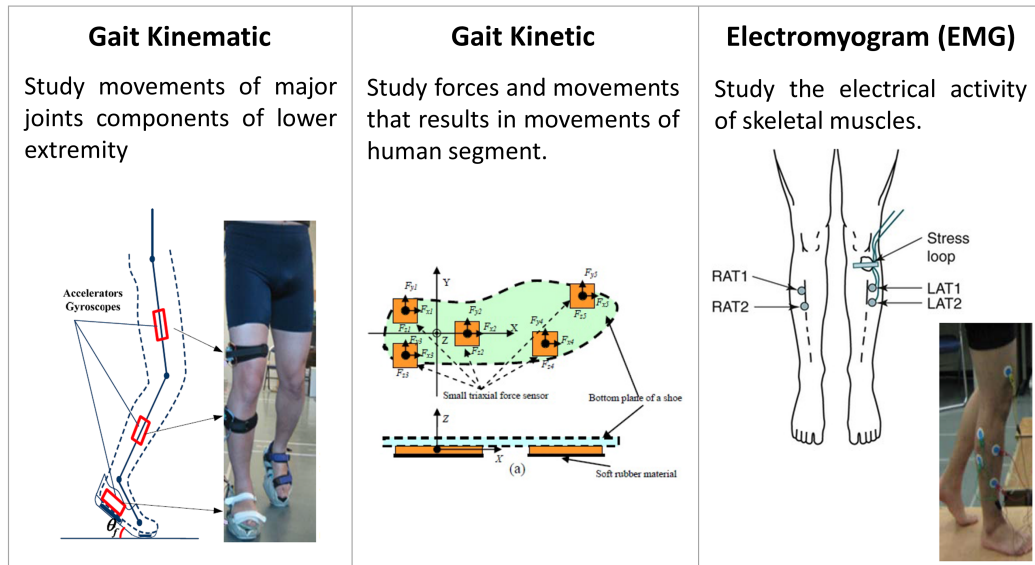 Gait Kinematic
Study movements of major
joints components of lower
extremity
Accelerators
Gyroscopes
θf
Gait Kinetic
Study forces and movements
that results in movements of
human segment.
Y
Fy1
Fx1
Fz1
Fy2
Fx2
Fz2
X
Z
Fy3
Fx3
Fz3
Fy4
Fx4
Fz4
Fy5
Fx5
Fz5
Small triaxial force sensor
Bottom plane of a shoe
Z
X
(a)
Soft rubber material
Electromyogram (EMG)
Study the electrical activity
of skeletal muscles.
Stress
loop
RAT1
RAT2
LAT1
LAT2